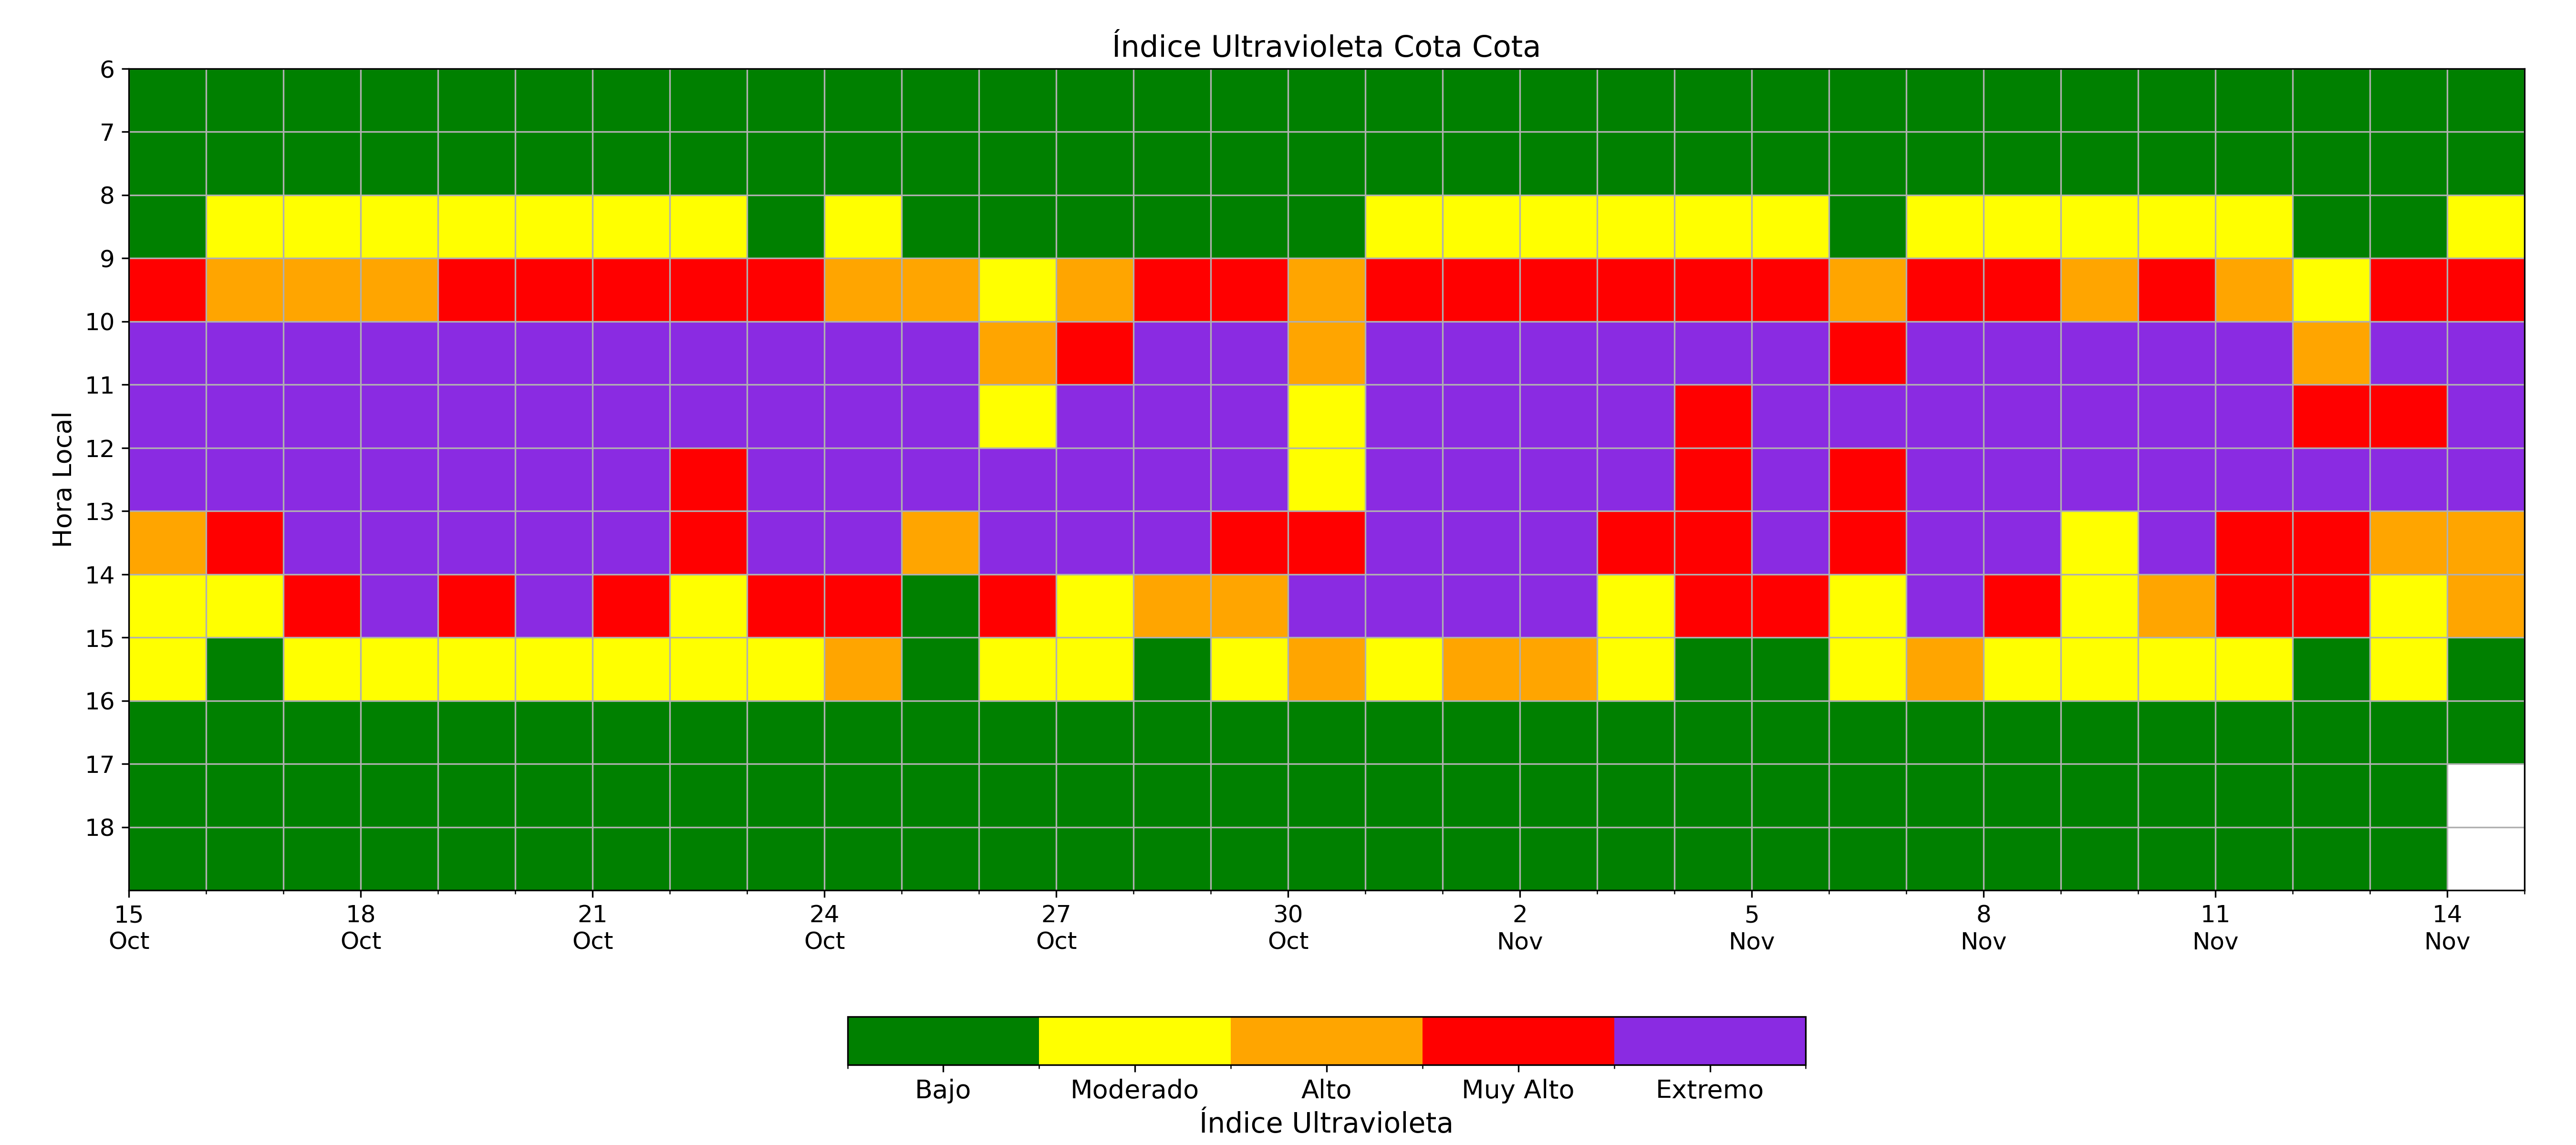 Índice Ultravioleta Cota Cota
Hora Local
6
7
8
9
10
11
12
13
14
15
16
17
18
15 18 21 24 27 30 2 5 8 11 14
Oct Oct Oct Oct Oct Oct Nov Nov Nov Nov Nov
Bajo Moderado Alto Muy Alto Extremo
Índice Ultravioleta